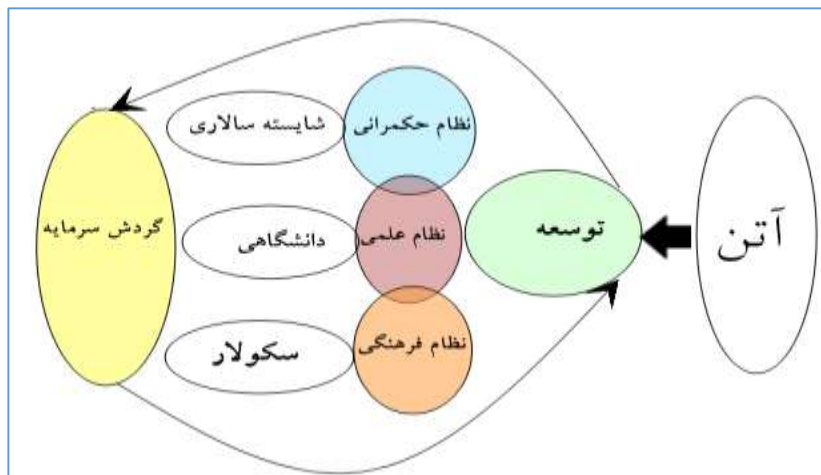 آتن
توسعه
نظام حکمرانی
شایسته سالاری
نظام علمی
دانشگاهی
نظام فرهنگی
سکولار
گردش سرمایه